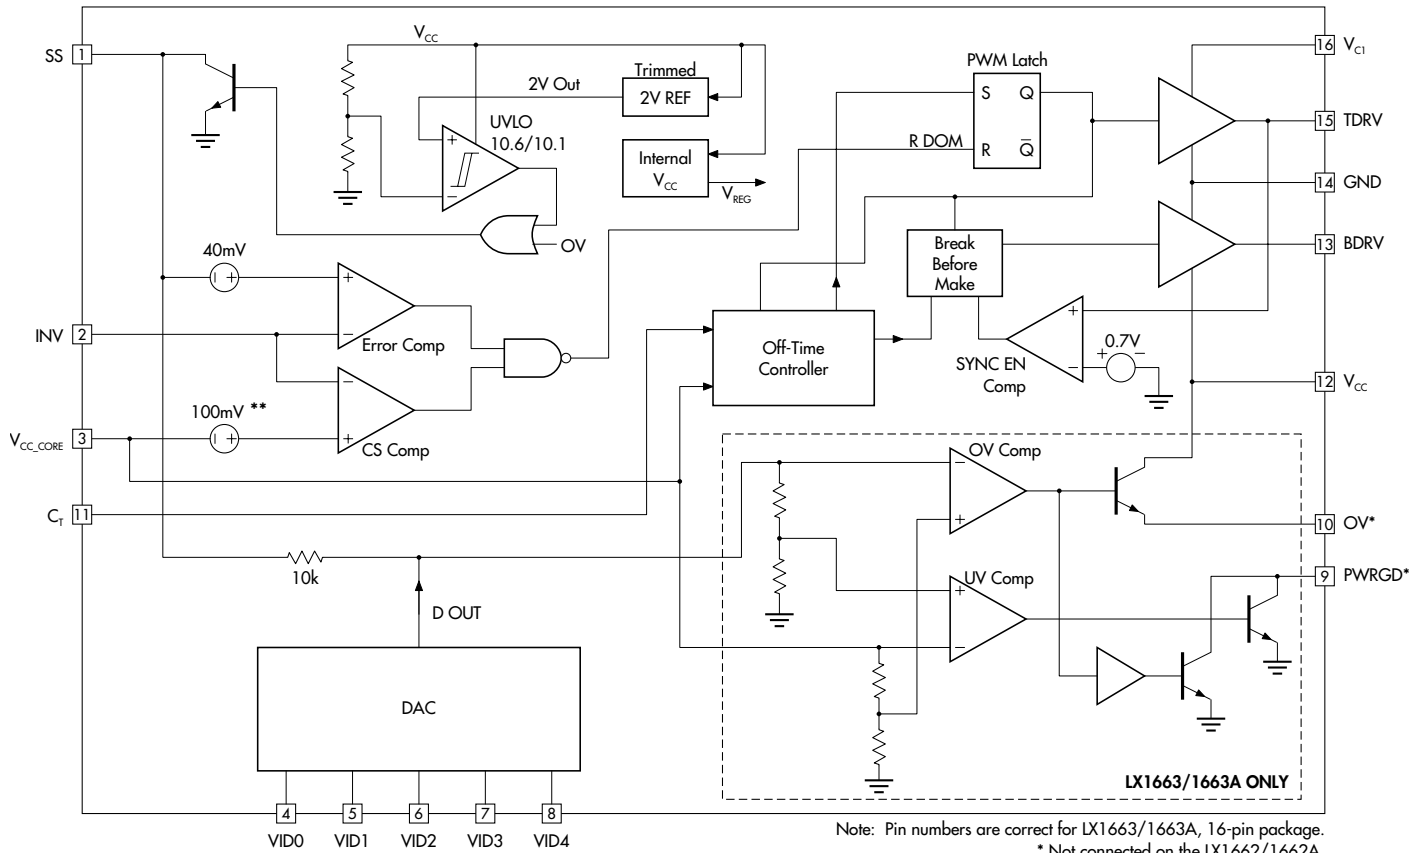 V_CC
SS 1
16 V_C1
PWM Latch
Trimmed
2V Out
2V REF
S Q
UVLO
10.6/10.1
+
15 TDRV
R DOM
R Q̅
Internal
V_CC
V_REG
−
14 GND
OV
Break
Before
Make
13 BDRV
40mV
+
+
INV 2
−
Error Comp
+
Off-Time
Controller
SYNC EN
Comp
−
0.7V
+ −
12 V_CC
−
100mV **
V_CC_CORE 3
+
+
CS Comp
OV Comp
−
+
C_T 11
10 OV*
10k
UV Comp
+
−
9 PWRGD*
D OUT
DAC
LX1663/1663A ONLY
4 5 6 7 8
VID0 VID1 VID2 VID3 VID4
Note: Pin numbers are correct for LX1663/1663A, 16-pin package.
* Not connected on the LX1662/1662A.